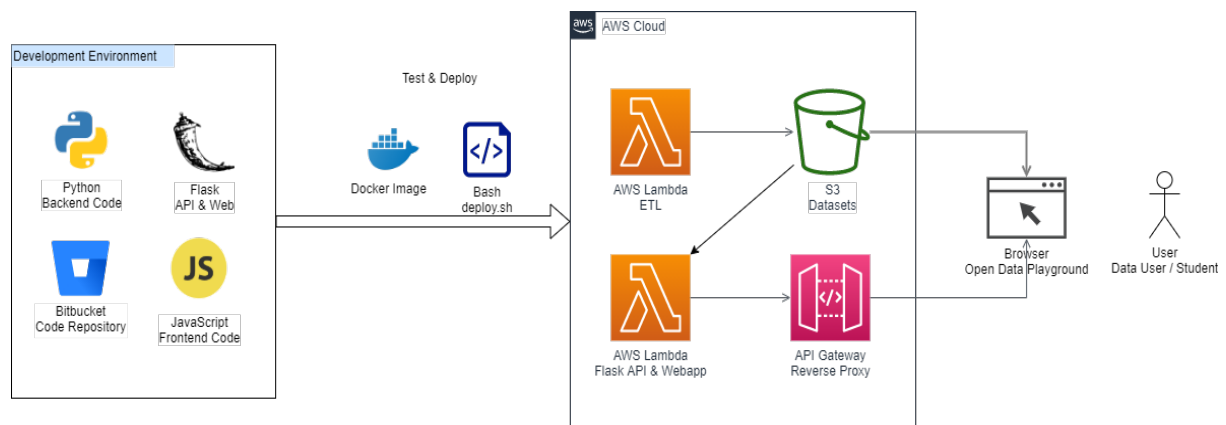 aws
AWS Cloud
Development Environment
Test & Deploy
Python
Backend Code
Flask
API & Web
Docker Image
</>
Bash
deploy.sh
AWS Lambda
ETL
S3
Datasets
Bitbucket
Code Repository
JS
JavaScript
Frontend Code
AWS Lambda
Flask API & Webapp
</>
API Gateway
Reverse Proxy
Browser
Open Data Playground
User
Data User / Student